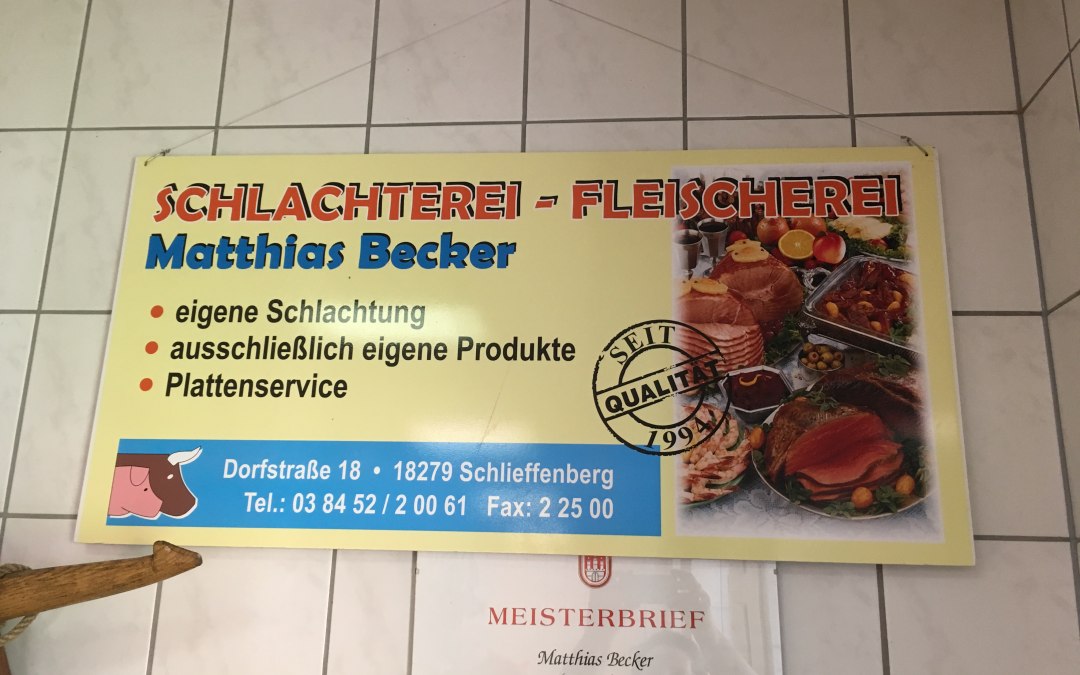 SCHLACHTEREI - FLEISCHEREI
Matthias Becker
• eigene Schlachtung
• ausschließlich eigene Produkte
• Plattenservice
SEIT
QUALITÄT
1994
Dorfstraße 18 • 18279 Schlieffenberg
Tel.: 03 84 52 / 2 00 61 Fax: 2 25 00
MEISTERBRIEF
Matthias Becker